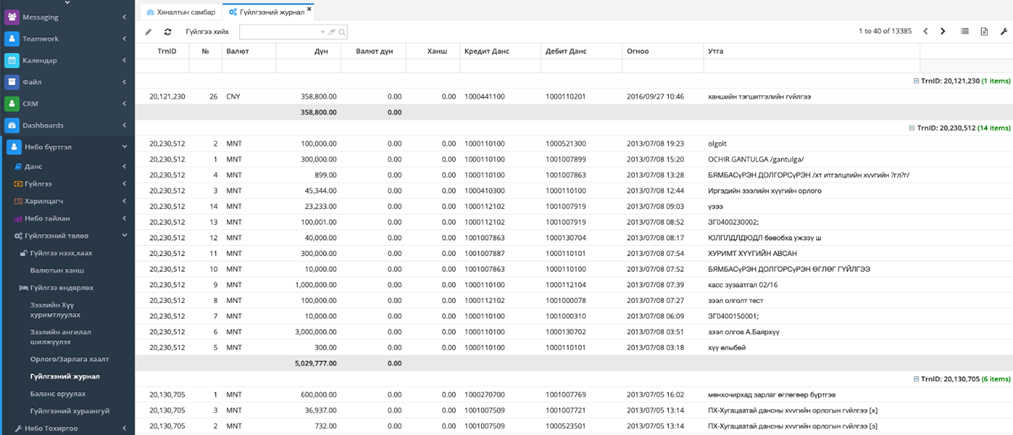 Messaging
Teamwork
Календар
Файл
CRM
Dashboards
Нябо бүртгэл
Данс
Гүйлгээ
Харилцагч
Нябо тайлан
Гүйлгээний төлөв
Гүйлгээ нээх,хаах
Валютын ханш
Гүйлгээ өндөрлөх
Зээлийн Хүү
хуримтлуулах
Зээлийн ангилал
шилжүүлэх
Орлого/Зарлага хаалт
Гүйлгээний журнал
Баланс оруулах
Гүйлгээний хураангуй
Нябо Тохиргоо
Хяналтын самбар Гүйлгээний журнал
Гүйлгээ хийх 1 to 40 of 13385
TrnID № Валют Дүн Валют дүн Ханш Кредит Данс Дебит Данс Огноо Утга
TrnID: 20,121,230 (1 items)
20,121,230 26 CNY 358,800.00 0.00 0.00 1000441100 1000110201 2016/09/27 10:46 ханшийн тэгшитгэлийн гүйлгээ
358,800.00 0.00
TrnID: 20,230,512 (14 items)
20,230,512 2 MNT 100,000.00 0.00 0.00 1000110100 1000521300 2013/07/08 19:23 olgolt
20,230,512 1 MNT 300,000.00 0.00 0.00 1000110100 1001007899 2013/07/08 15:20 OCHIR GANTULGA /gantulga/
20,230,512 4 MNT 899.00 0.00 0.00 1000110100 1001007863 2013/07/08 13:28 БЯМБАСүРЭН ДОЛГОРСүРЭН /хт итгэлцлийн хүүгийн ?гл?г/
20,230,512 3 MNT 45,344.00 0.00 0.00 1000410300 1000110100 2013/07/08 12:44 Иргэдийн зээлийн хүүгийн орлого
20,230,512 14 MNT 23,233.00 0.00 0.00 1000112102 1001007919 2013/07/08 09:03 үзээ
20,230,512 13 MNT 100,001.00 0.00 0.00 1000112102 1001007919 2013/07/08 08:52 ЗГ0400230002;
20,230,512 12 MNT 40,000.00 0.00 0.00 1001007863 1000130704 2013/07/08 08:17 ЮЛПЛДЛДЮДЛ бөөобха ужээү ш
20,230,512 11 MNT 300,000.00 0.00 0.00 1001007887 1000110101 2013/07/08 07:54 ХУРИМТ ХҮҮГИЙН АВСАН
20,230,512 10 MNT 10,000.00 0.00 0.00 1001007863 1000110100 2013/07/08 07:52 БЯМБАСүРЭН ДОЛГОРСүРЭН ӨГЛӨГ ГҮЙЛГЭЭ
20,230,512 9 MNT 1,000,000.00 0.00 0.00 1000110100 1000112104 2013/07/08 07:39 касс зузаатгал 02/16
20,230,512 8 MNT 100,000.00 0.00 0.00 1000112102 1001000078 2013/07/08 07:27 зээл олголт тест
20,230,512 7 MNT 10,000.00 0.00 0.00 1000110100 1001000310 2013/07/08 06:09 ЗГ0400150001;
20,230,512 6 MNT 3,000,000.00 0.00 0.00 1000110100 1000130702 2013/07/08 03:51 зээл олгов А.Баярхүү
20,230,512 5 MNT 300.00 0.00 0.00 1000110100 1000110101 2013/07/08 03:18 хүү өлыбөй
5,029,777.00 0.00
TrnID: 20,130,705 (6 items)
20,130,705 1 MNT 600,000.00 0.00 0.00 1000270700 1001007769 2013/07/05 16:02 мөнхочирхад зарлаг өглөгөөр бүртгэв
20,130,705 3 MNT 36,937.00 0.00 0.00 1001007509 1001007721 2013/07/05 13:14 ПХ-Хугацаатай дансны хүүгийн орлогын гүйлгээ [х]
20,130,705 2 MNT 732.00 0.00 0.00 1001007509 1000523501 2013/07/05 13:14 ПХ-Хугацаатай дансны хүүгийн орлогын гүйлгээ [з]